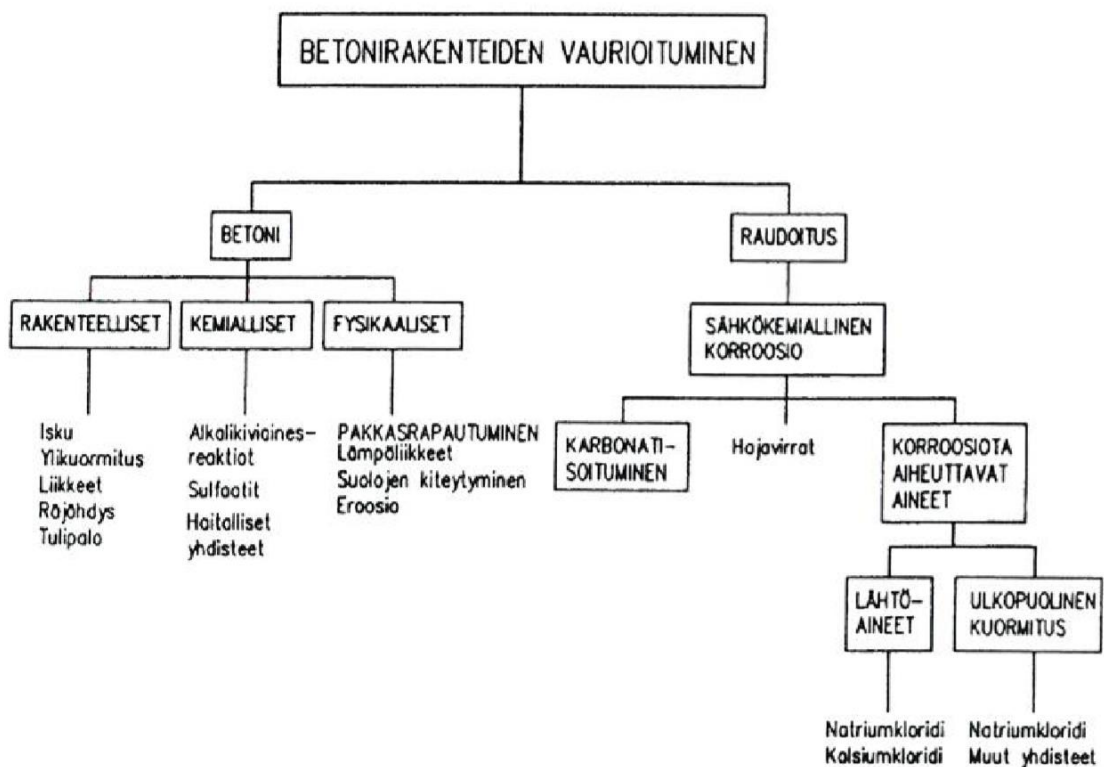 BETONIRAKENTEIDEN VAURIOITUMINEN
BETONI
RAUDOITUS
RAKENTEELLISET
KEMIALLISET
FYSIKAALISET
SÄHKÖKEMIALLINEN
KORROOSIO
Isku
Ylikuormitus
Liikkeet
Räjähdys
Tulipalo
Alkalikiviaines-
reaktiot
Sulfaatit
Haitalliset
yhdisteet
PAKKASRAPAUTUMINEN
Lämpöliikkeet
Suolojen kiteytyminen
Eroosio
KARBONATI-
SOITUMINEN
Hajavirrat
KORROOSIOTA
AIHEUTTAVAT
AINEET
LÄHTÖ-
AINEET
ULKOPUOLINEN
KUORMITUS
Natriumkloridi
Kalsiumkloridi
Natriumkloridi
Muut yhdisteet